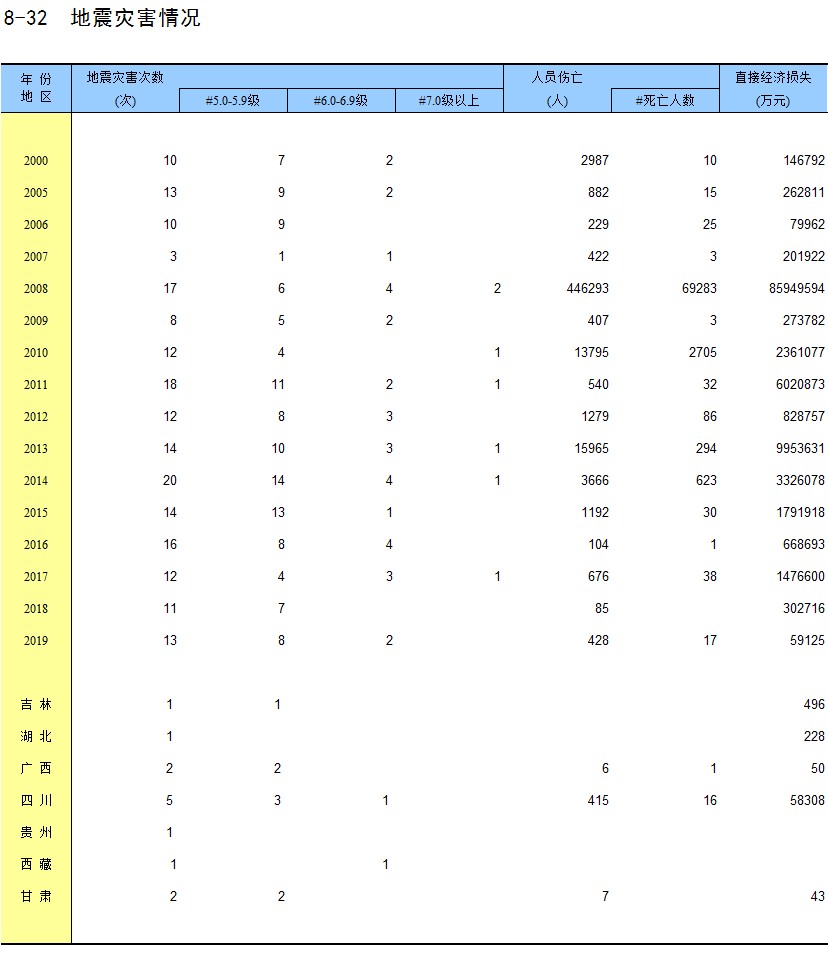 8-32 地震灾害情况
年 份 地震灾害次数 人员伤亡 直接经济损失
地 区 (次) #5.0-5.9级 #6.0-6.9级 #7.0级以上 (人) #死亡人数 (万元)
2000 10 7 2 2987 10 146792
2005 13 9 2 882 15 262811
2006 10 9 229 25 79962
2007 3 1 1 422 3 201922
2008 17 6 4 2 446293 69283 85949594
2009 8 5 2 407 3 273782
2010 12 4 1 13795 2705 2361077
2011 18 11 2 1 540 32 6020873
2012 12 8 3 1279 86 828757
2013 14 10 3 1 15965 294 9953631
2014 20 14 4 1 3666 623 3326078
2015 14 13 1 1192 30 1791918
2016 16 8 4 104 1 668693
2017 12 4 3 1 676 38 1476600
2018 11 7 85 302716
2019 13 8 2 428 17 59125
吉 林 1 1 496
湖 北 1 228
广 西 2 2 6 1 50
四 川 5 3 1 415 16 58308
贵 州 1
西 藏 1 1
甘 肃 2 2 7 43